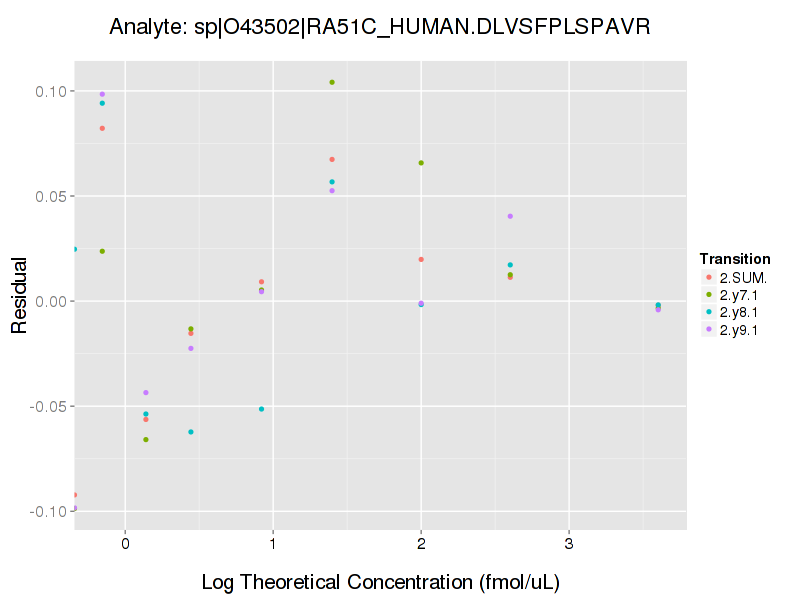 Analyte: sp|O43502|RA51C_HUMAN.DLVSFPLSPAVR
0.10
0.05
0.00
-0.05
-0.10
Residual
0
1
2
3
Log Theoretical Concentration (fmol/uL)
Transition
2.SUM.
2.y7.1
2.y8.1
2.y9.1